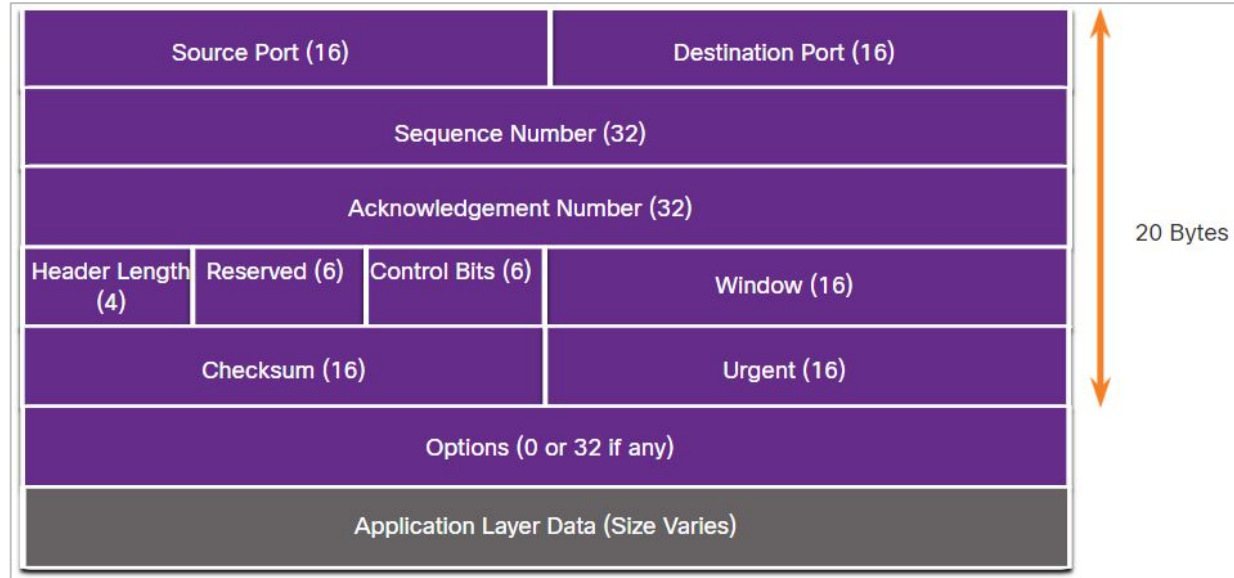 Source Port (16)
Destination Port (16)
Sequence Number (32)
Acknowledgement Number (32)
20 Bytes
Header Length
(4)
Reserved (6)
Control Bits (6)
Window (16)
Checksum (16)
Urgent (16)
Options (0 or 32 if any)
Application Layer Data (Size Varies)